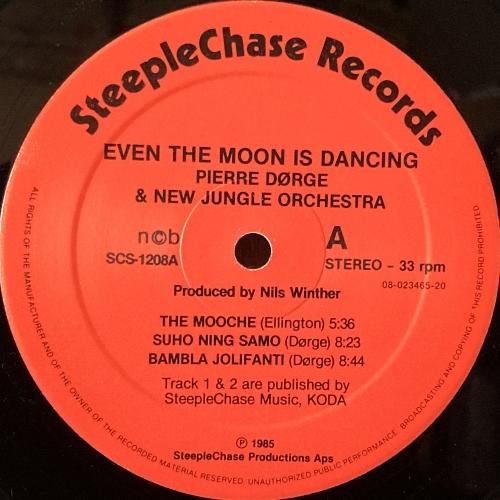 SteepleChase Records
EVEN THE MOON IS DANCING
PIERRE DØRGE
& NEW JUNGLE ORCHESTRA
n©b
SCS-1208A
A
STEREO - 33 rpm
08-023465-20
Produced by Nils Winther
THE MOOCHE (Ellington) 5:36
SUHO NING SAMO (Dørge) 8:23
BAMBLA JOLIFANTI (Dørge) 8:44
Track 1 & 2 are published by
SteepleChase Music, KODA
℗ 1985
SteepleChase Productions Aps
ALL RIGHTS OF THE MANUFACTURER AND OF THE OWNER OF THE RECORDED MATERIAL RESERVED. UNAUTHORIZED PUBLIC PERFORMANCE, BROADCASTING AND COPYING OF THIS RECORD PROHIBITED.